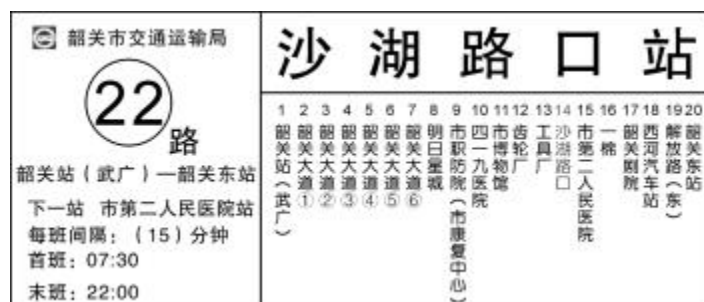 韶关市交通运输局
22路
韶关站(武广)—韶关东站
下一站 市第二人民医院站
每班间隔:(15)分钟
首班:07:30
末班:22:00
沙湖路口站
1 韶关站(武广)
2 韶关大道①
3 韶关大道②
4 韶关大道③
5 韶关大道④
6 韶关大道⑤
7 韶关大道⑥
8 明日星城
9 市职防院(市康复中心)
10 四一九医院
11 市博物馆
12 齿轮厂
13 工具厂
14 沙湖路口
15 市第二人民医院
16 一棉
17 韶关剧院
18 西河汽车站
19 解放路(东)
20 韶关东站